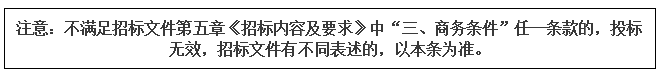 注意：不满足招标文件第五章《招标内容及要求》中“三、商务条件”任一条款的，投标
无效，招标文件有不同表述的，以本条为准。